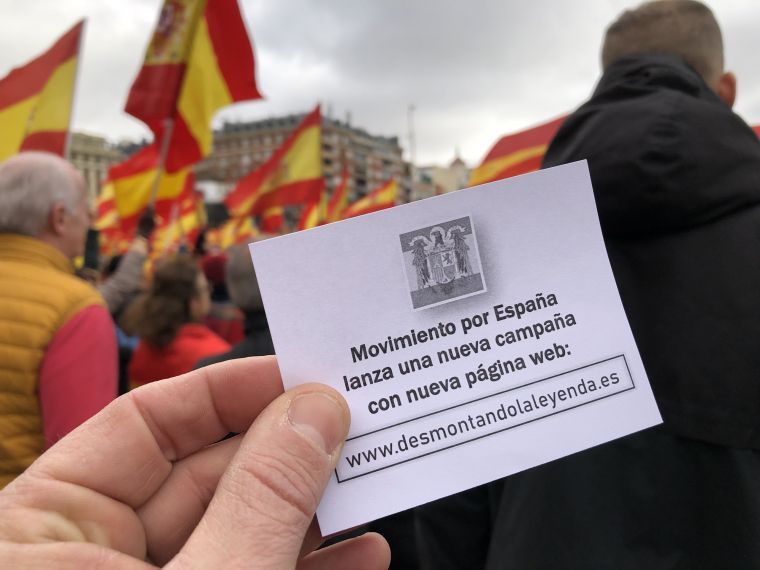 Movimiento por España
lanza una nueva campaña
con nueva página web:
www.desmontandolaleyenda.es